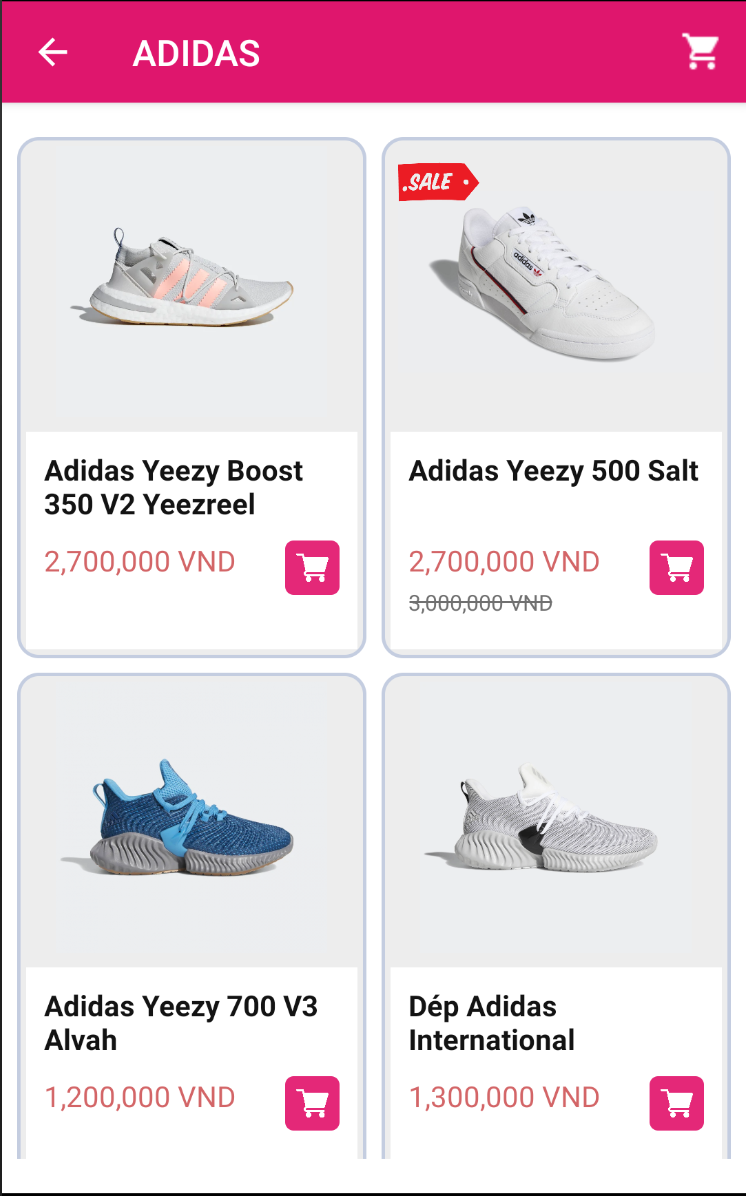 ADIDAS
.SALE
adidas
Adidas Yeezy Boost
350 V2 Yeezreel
2,700,000 VND
Adidas Yeezy 500 Salt
2,700,000 VND
3,000,000 VND
Adidas Yeezy 700 V3
Alvah
1,200,000 VND
Dép Adidas
International
1,300,000 VND